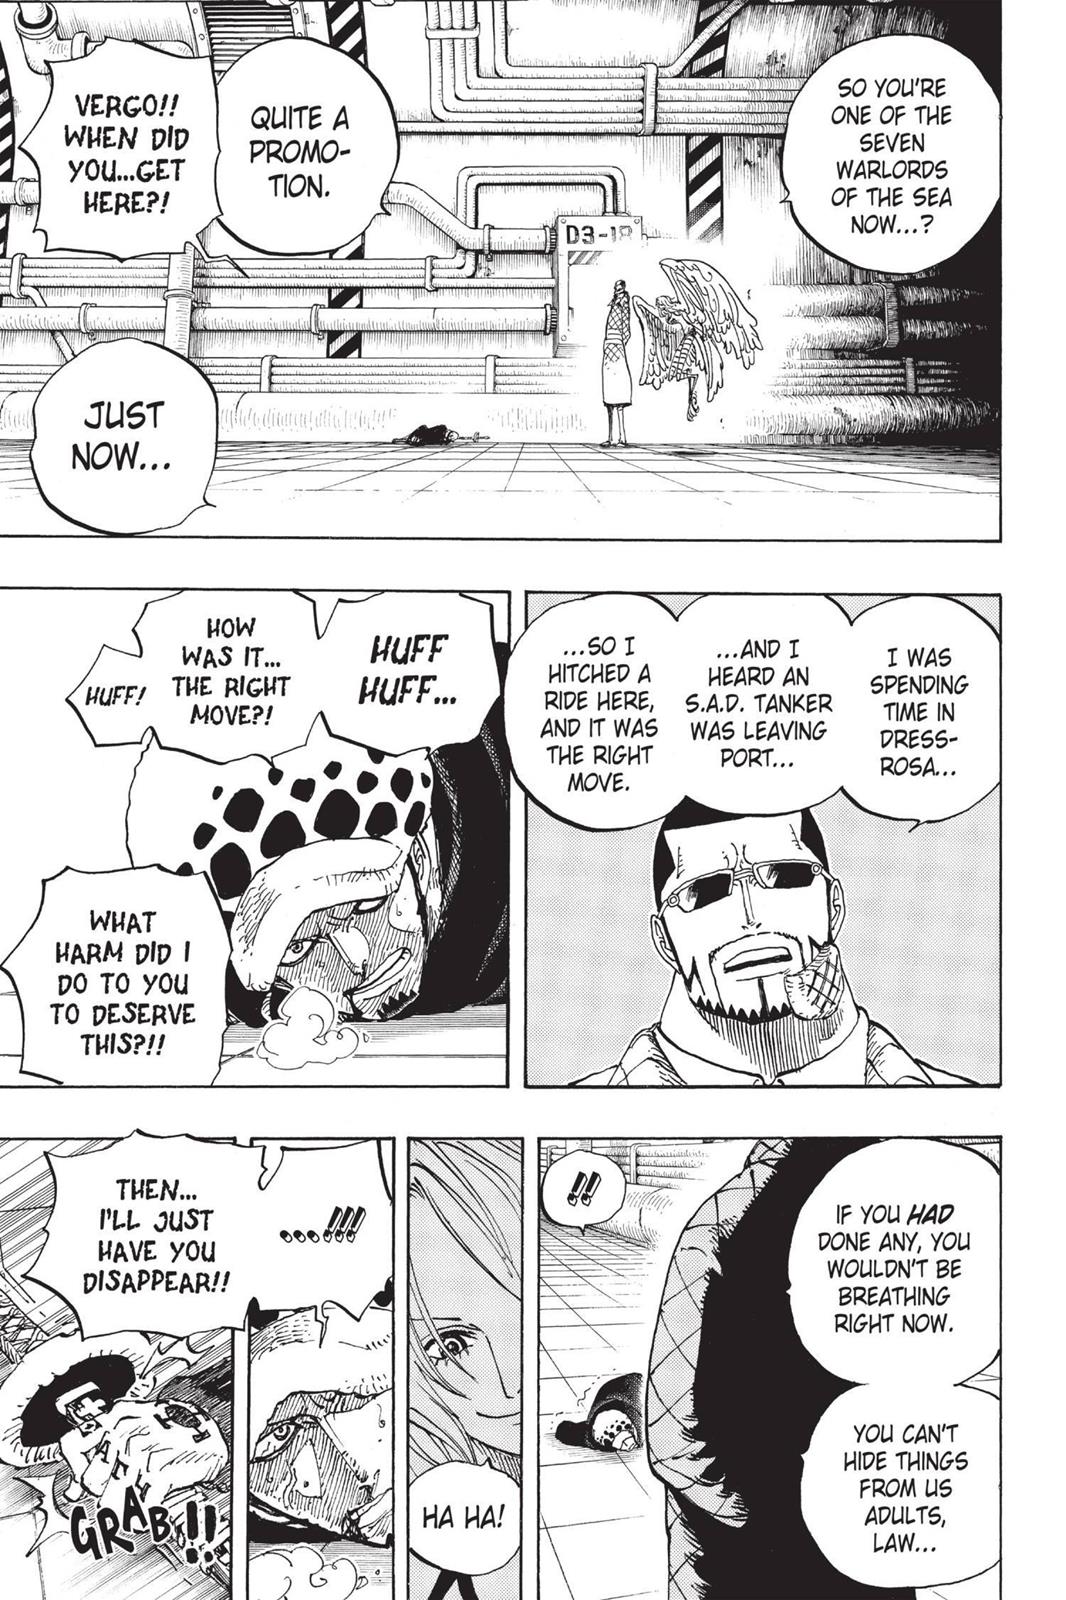 SO YOU'RE
ONE OF THE
SEVEN
WARLORDS
OF THE SEA
NOW...?
QUITE A
PROMO-
TION.
VERGO!!
WHEN DID
YOU...GET
HERE?!
D3-18
JUST
NOW...
I WAS
SPENDING
TIME IN
DRESS-
ROSA...
...AND I
HEARD AN
S.A.D. TANKER
WAS LEAVING
PORT...
...SO I
HITCHED A
RIDE HERE,
AND IT WAS
THE RIGHT
MOVE.
HUFF
HUFF...
HOW
WAS IT...
THE RIGHT
MOVE?!
HUFF!
WHAT
HARM DID I
DO TO YOU
TO DESERVE
THIS?!!
IF YOU HAD
DONE ANY, YOU
WOULDN'T BE
BREATHING
RIGHT NOW.
YOU CAN'T
HIDE THINGS
FROM US
ADULTS,
LAW...
!!
HA HA!
...!!!
THEN...
I'LL JUST
HAVE YOU
DISAPPEAR!!
GRAB!!